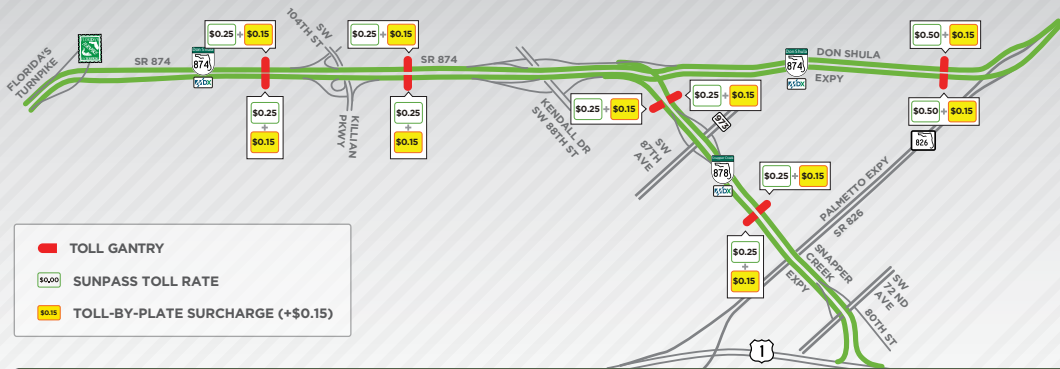 $0.25 + $0.15
$0.25 + $0.15
$0.50 + $0.15
FLORIDA'S
TURNPIKE
SR 874
874
SW
104TH ST
SR 874
DON SHULA
EXPY
874
$0.25
+
$0.15
KILLIAN
PKWY
$0.25
+
$0.15
KENDALL DR
SW 88TH ST
$0.25 + $0.15
$0.25 + $0.15
973
SW
87TH
AVE
$0.50 + $0.15
826
878
$0.25 + $0.15
PALMETTO EXPY
SR 826
$0.25
+
$0.15
SNAPPER
CREEK
EXPY
SW
72 ND
AVE
80TH ST
1
TOLL GANTRY
$0.00 SUNPASS TOLL RATE
$0.15 TOLL-BY-PLATE SURCHARGE (+$0.15)